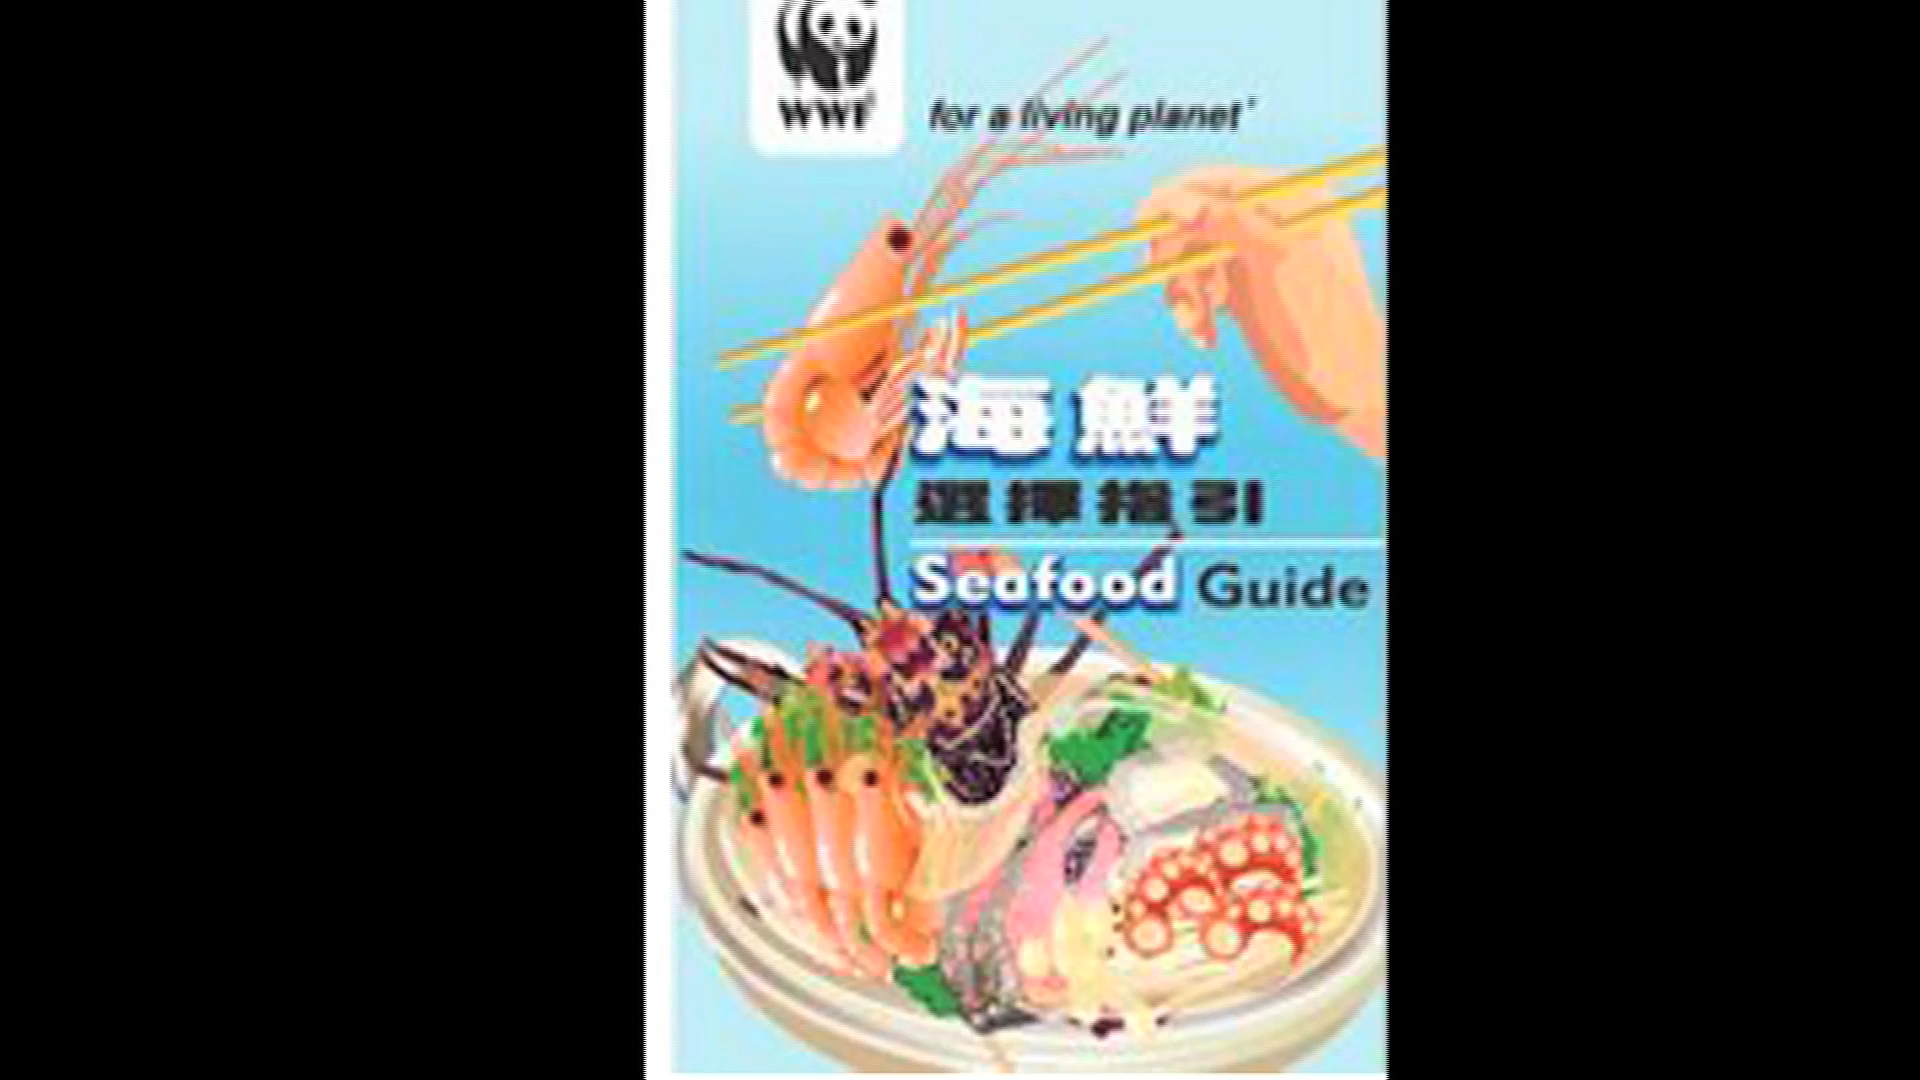 WWF
for a living planet
海鮮
選擇指引
Seafood Guide